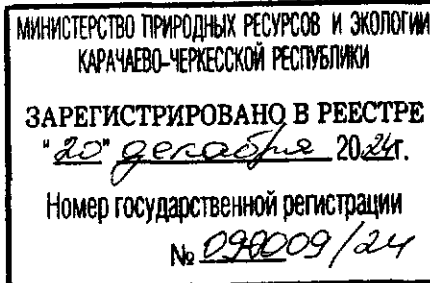 МИНИСТЕРСТВО ПРИРОДНЫХ РЕСУРСОВ И ЭКОЛОГИИ
КАРАЧАЕВО-ЧЕРКЕССКОЙ РЕСПУБЛИКИ
ЗАРЕГИСТРИРОВАНО В РЕЕСТРЕ
"20" декабря 2024г.
Номер государственной регистрации
№ 090009/24